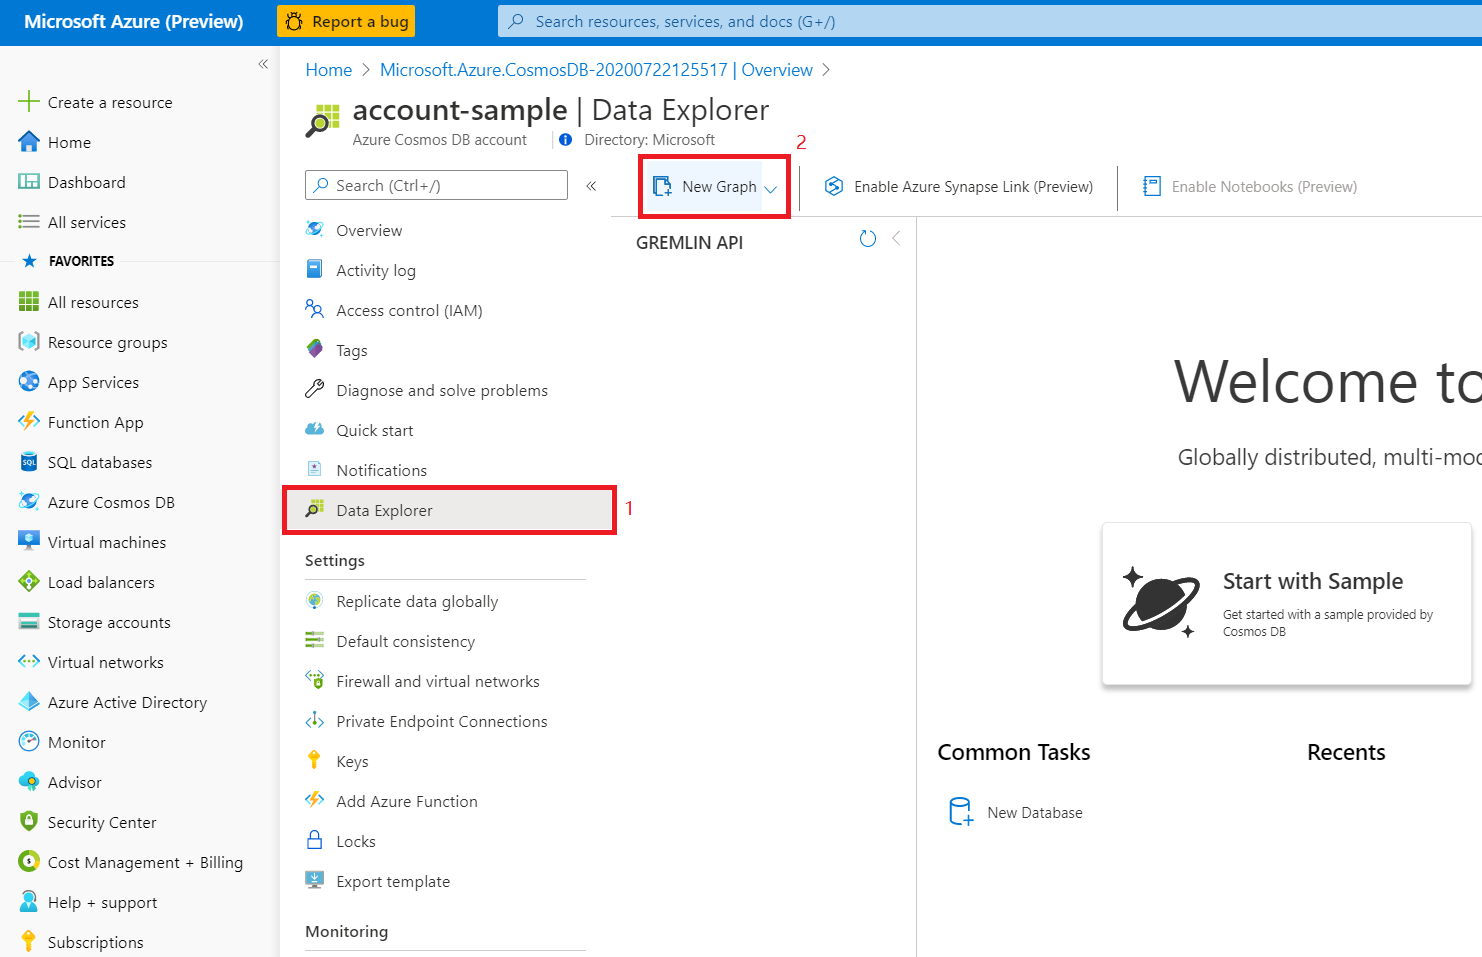 Microsoft Azure (Preview)
Report a bug
Search resources, services, and docs (G+/)
Create a resource
Home
Dashboard
All services
FAVORITES
All resources
Resource groups
App Services
Function App
SQL databases
Azure Cosmos DB
Virtual machines
Load balancers
Storage accounts
Virtual networks
Azure Active Directory
Monitor
Advisor
Security Center
Cost Management + Billing
Help + support
Subscriptions
Home > Microsoft.Azure.CosmosDB-20200722125517 | Overview >
account-sample | Data Explorer
Azure Cosmos DB account
Directory: Microsoft
Search (Ctrl+/)
Overview
Activity log
Access control (IAM)
Tags
Diagnose and solve problems
Quick start
Notifications
Data Explorer
1
Settings
Replicate data globally
Default consistency
Firewall and virtual networks
Private Endpoint Connections
Keys
Add Azure Function
Locks
Export template
Monitoring
2
New Graph
Enable Azure Synapse Link (Preview)
Enable Notebooks (Preview)
GREMLIN API
Welcome to
Globally distributed, multi-mod
Start with Sample
Get started with a sample provided by
Cosmos DB
Common Tasks
New Database
Recents